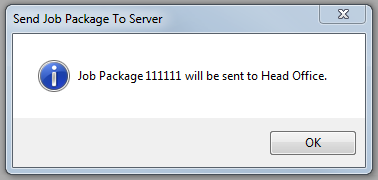 Send Job Package To Server
Job Package 111111 will be sent to Head Office.
OK